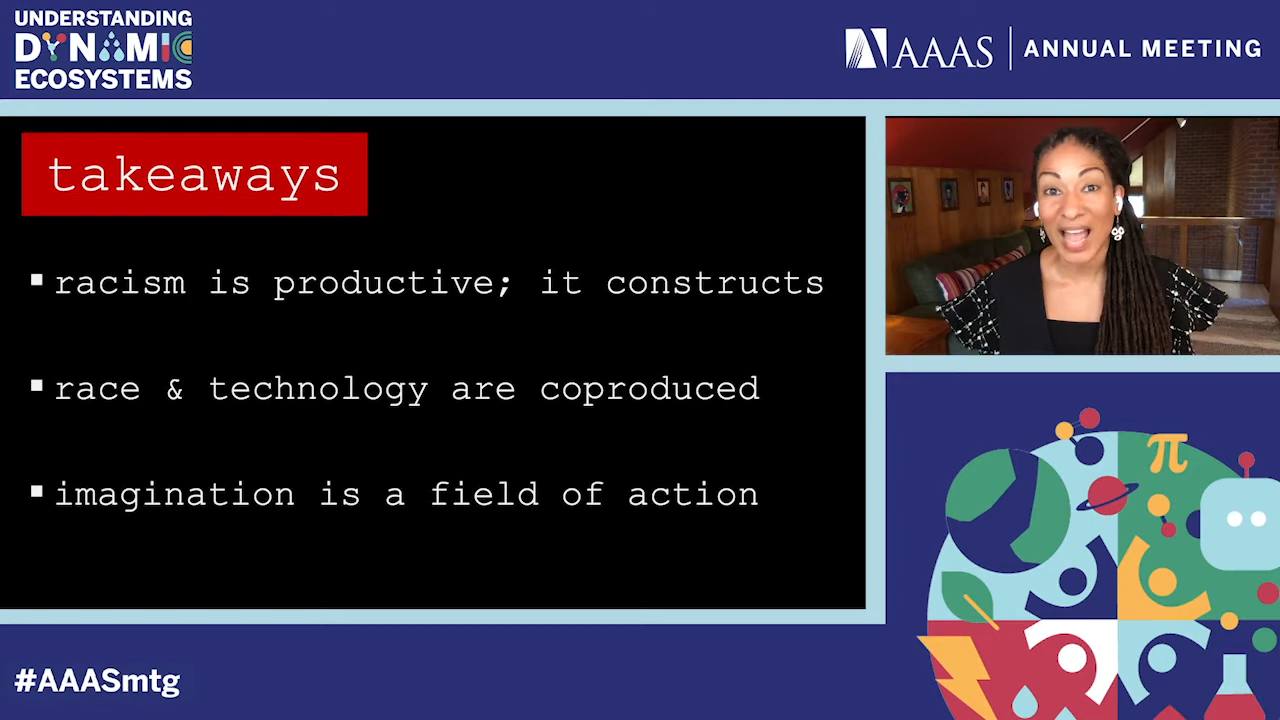 UNDERSTANDING
DYNAMIC
ECOSYSTEMS
AAAS ANNUAL MEETING
takeaways
▪ racism is productive; it constructs
▪ race & technology are coproduced
▪ imagination is a field of action
π
#AAASmtg